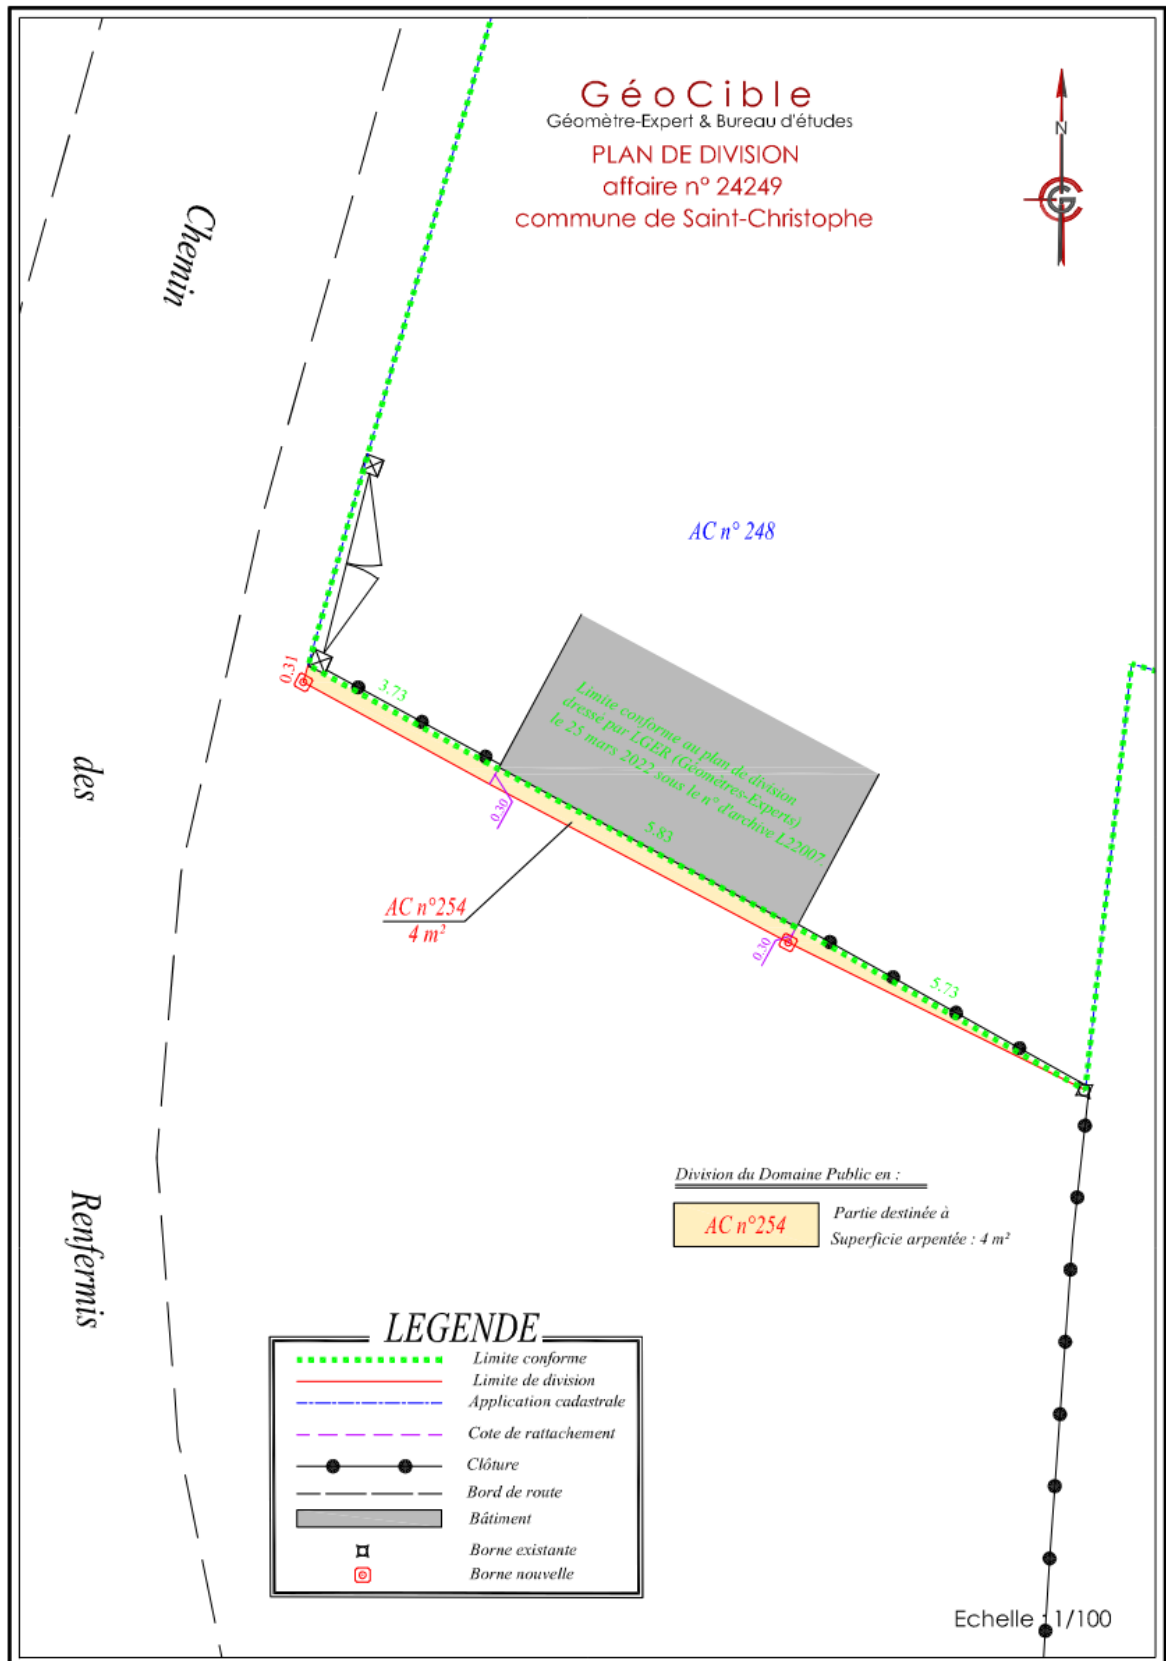 GéoCible
Géomètre-Expert & Bureau d'études
PLAN DE DIVISION
affaire n° 24249
commune de Saint-Christophe
N
Chemin
des
Renfermis
AC n° 248
0.31
3.73
Limite conforme au plan de division
dressé par LGER (Géomètres-Experts)
le 25 mars 2022 sous le n° d'archive L22007.
0.30
5.83
AC n°254
4 m²
0.30
5.73
Division du Domaine Public en :
AC n°254
Partie destinée à
Superficie arpentée : 4 m²
LEGENDE
Limite conforme
Limite de division
Application cadastrale
Cote de rattachement
Clôture
Bord de route
Bâtiment
Borne existante
Borne nouvelle
Echelle : 1/100